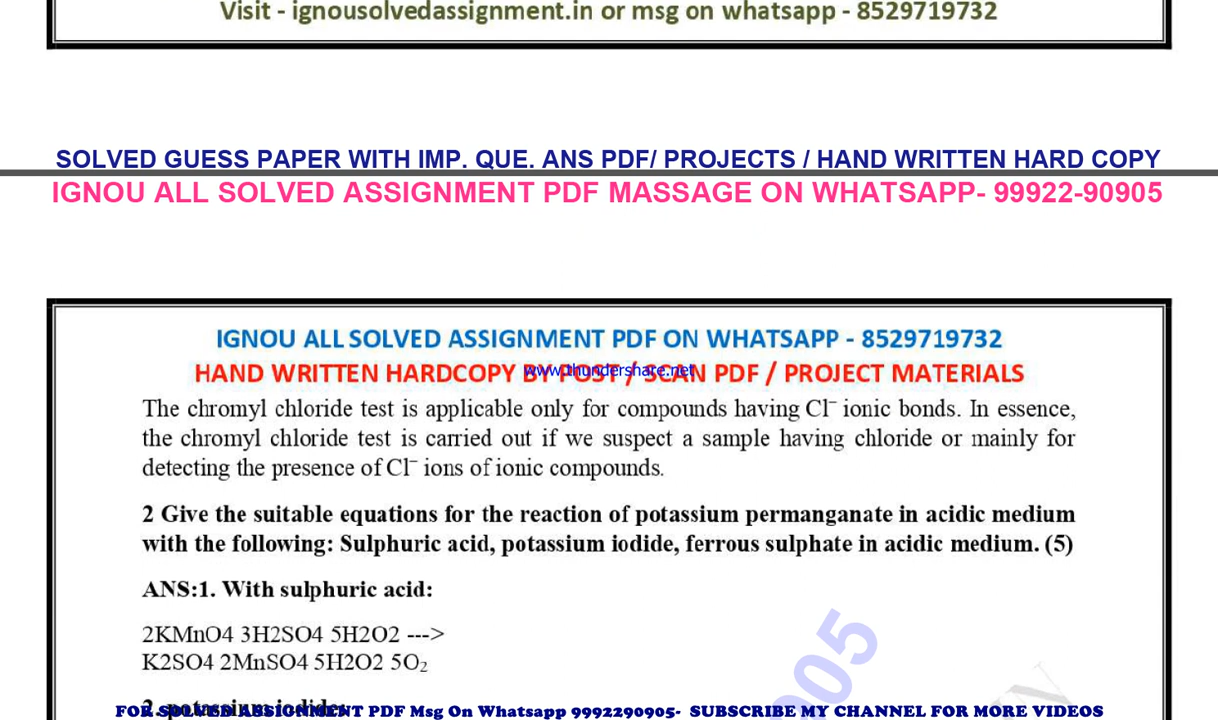 Visit - ignousolvedassignment.in or msg on whatsapp - 8529719732
SOLVED GUESS PAPER WITH IMP. QUE. ANS PDF/ PROJECTS / HAND WRITTEN HARD COPY
IGNOU ALL SOLVED ASSIGNMENT PDF MASSAGE ON WHATSAPP- 99922-90905
IGNOU ALL SOLVED ASSIGNMENT PDF ON WHATSAPP - 8529719732
HAND WRITTEN HARDCOPY BY POST / SCAN PDF / PROJECT MATERIALS
www.thundershare.net
The chromyl chloride test is applicable only for compounds having Cl⁻ ionic bonds. In essence,
the chromyl chloride test is carried out if we suspect a sample having chloride or mainly for
detecting the presence of Cl⁻ ions of ionic compounds.
2 Give the suitable equations for the reaction of potassium permanganate in acidic medium
with the following: Sulphuric acid, potassium iodide, ferrous sulphate in acidic medium. (5)
ANS:1. With sulphuric acid:
2KMnO4 3H2SO4 5H2O2 --->
K2SO4 2MnSO4 5H2O2 5O₂
2. potassium iodide:
FOR SOLVED ASSIGNMENT PDF Msg On Whatsapp 9992290905- SUBSCRIBE MY CHANNEL FOR MORE VIDEOS